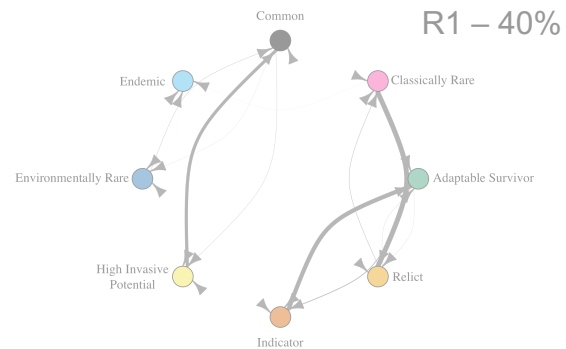 R1 – 40%
Common
Endemic
Classically Rare
Environmentally Rare
Adaptable Survivor
High Invasive
Potential
Relict
Indicator